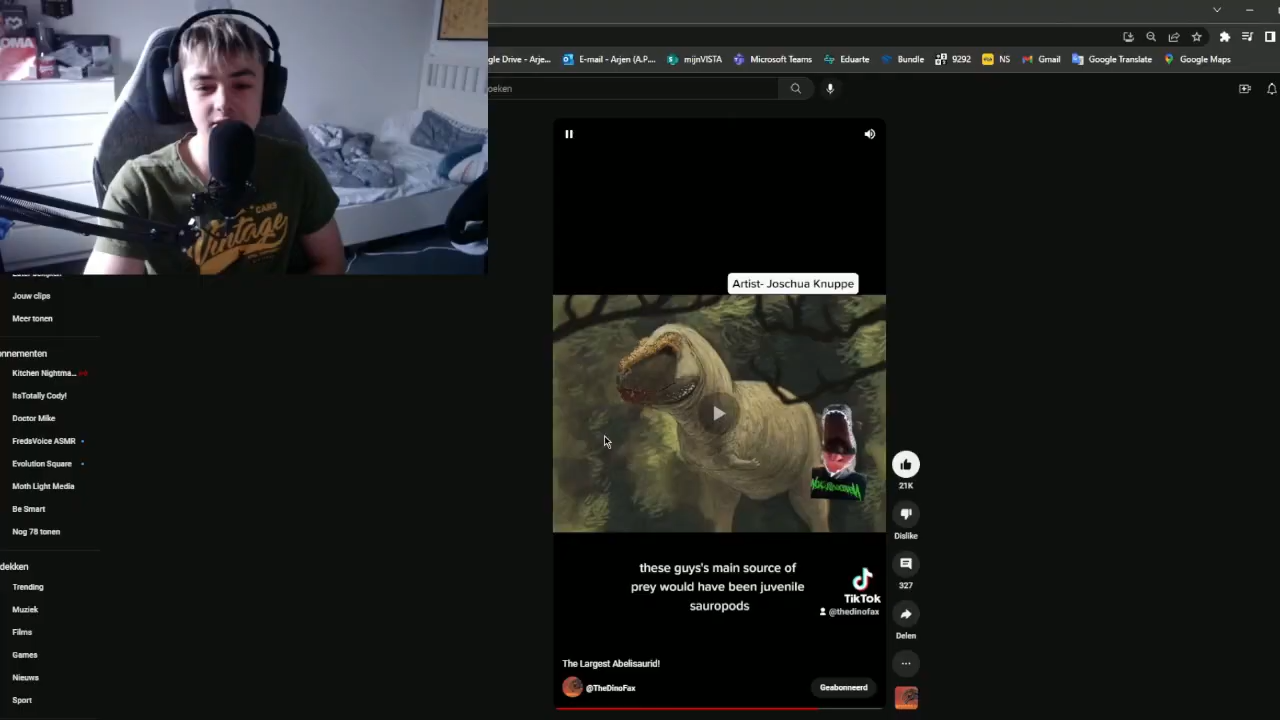 OMA
CARS
Vintage
gle Drive - Arje...
E-mail - Arjen (A.P....
mijnVISTA
Microsoft Teams
Eduarte
Bundle
9292
NS
Gmail
Google Translate
Google Maps
oeken
Jouw clips
Meer tonen
onnementen
Kitchen Nightma...
ItsTotally Cody!
Doctor Mike
FredsVoice ASMR
Evolution Square
Moth Light Media
Be Smart
Nog 78 tonen
dekken
Trending
Muziek
Films
Games
Nieuws
Sport
Artist- Joschua Knuppe
these guys's main source of
prey would have been juvenile
sauropods
TikTok
@thedinofax
The Largest Abelisaurid!
@TheDinoFax
Geabonneerd
21K
Dislike
327
Delen